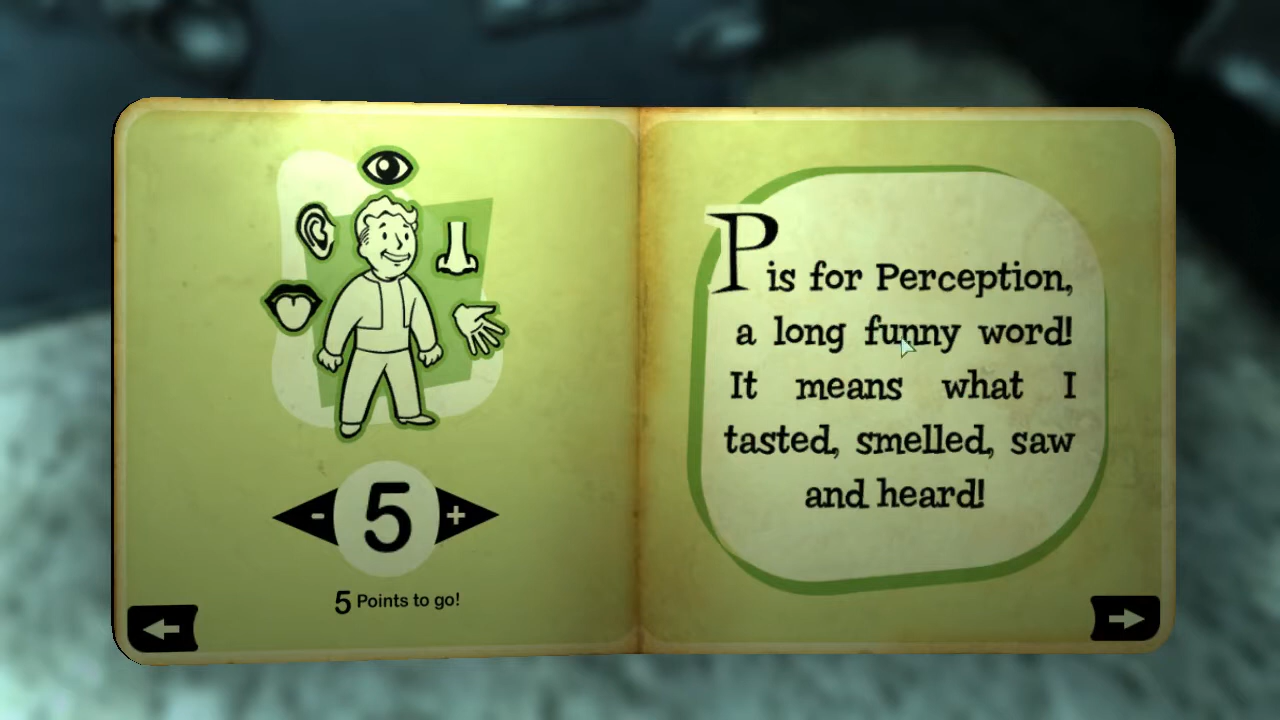 5
5 Points to go!
P is for Perception,
a long funny word!
It means what I
tasted, smelled, saw
and heard!